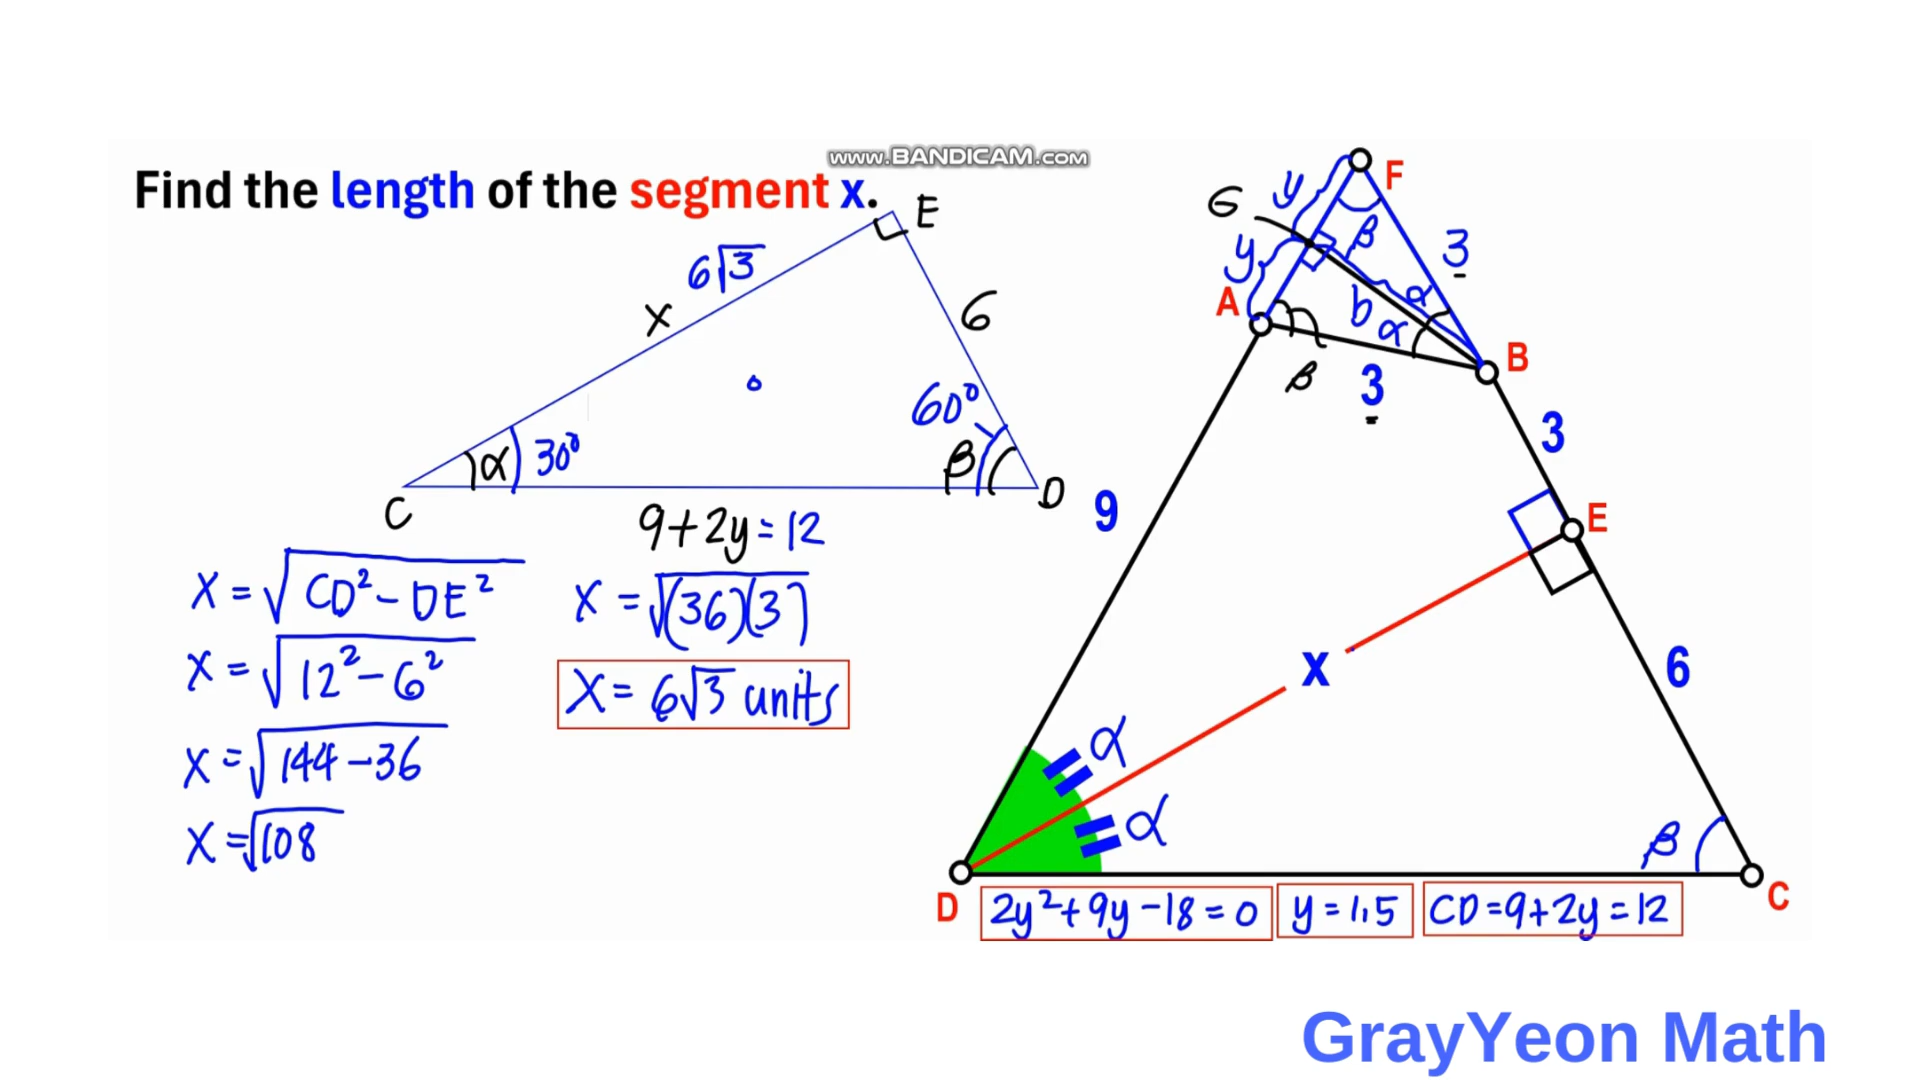 www.BANDICAM.com
Find the length of the segment x.
E
6√3
x
6
60°
α
30°
β
C
D
9+2y = 12
x = √CD² - DE²
x = √12² - 6²
x = √144 - 36
x = √108
x = √(36)(3)
x = 6√3 units
F
y
G
β
3
y
A
b
α
α
B
β
3
3
9
E
x
6
α
α
β
D
C
2y² + 9y - 18 = 0
y = 1.5
CD = 9 + 2y = 12
GrayYeon Math